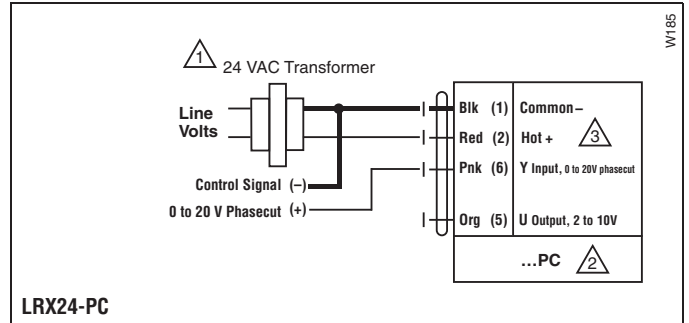 W185
1
24 VAC Transformer
Line
Volts
Blk (1) Common –
Red (2) Hot + 3
Pnk (6) Y Input, 0 to 20V phasecut
Control Signal (–)
0 to 20 V Phasecut (+)
Org (5) U Output, 2 to 10V
...PC 2
LRX24-PC